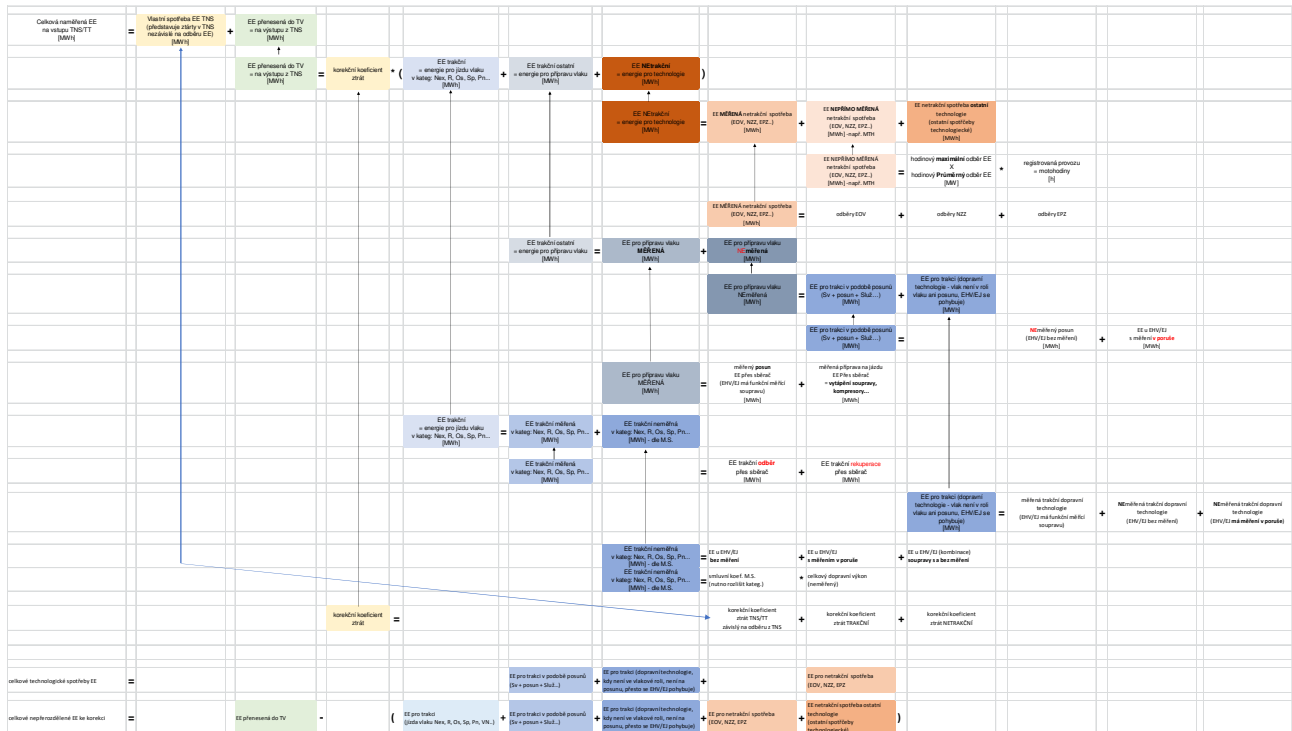 Celková naměřená EE
na vstupu TNS/TT
[MWh]
=
Vlastní spotřeba EE TNS
(představuje ztárty v TNS
nezávislé na odběru EE)
[MWh]
+
EE přenesená do TV
= na výstupu z TNS
[MWh]
EE přenesená do TV
= na výstupu z TNS
[MWh]
=
korekční koeficient
ztrát
* (
EE trakční
= energie pro jízdu vlaku
v kateg: Nex, R, Os, Sp, Pn...
[MWh]
+
EE trakční ostatní
= energie pro přípravu vlaku
[MWh]
+
EE NEtrakční
= energie pro technologie
[MWh]
)
EE NEtrakční
= energie pro technologie
[MWh]
=
EE MĚŘENÁ netrakční spotřeba
(EOV, NZZ, EPZ..)
[MWh]
+
EE NEPŘÍMO MĚŘENÁ
netrakční spotřeba
(EOV, NZZ, EPZ..)
[MWh] -např. MTH
+
EE netrakční spotřeba ostatní
technologie
(ostatní spotřčeby
technologiecké)
[MWh]
EE NEPŘÍMO MĚŘENÁ
netrakční spotřeba
(EOV, NZZ, EPZ..)
[MWh] -např. MTH
=
hodinový maximální odběr EE
X
hodinový Průměrný odběr EE
[MW]
*
registrovaná provozu
= motohodiny
[h]
EE MĚŘENÁ netrakční spotřeba
(EOV, NZZ, EPZ..)
[MWh]
=
odběry EOV
+
odběry NZZ
+
odběry EPZ
EE trakční ostatní
= energie pro přípravu vlaku
[MWh]
=
EE pro přípravu vlaku
MĚŘENÁ
[MWh]
+
EE pro přípravu vlaku
NEměřená
[MWh]
EE pro přípravu vlaku
NEměřená
[MWh]
=
EE pro trakci v podobě posunů
(Sv + posun + Služ...)
[MWh]
+
EE pro trakci (dopravní
technologie - vlak není v roli
vlaku ani posunu, EHV/EJ se
pohybuje)
[MWh]
EE pro trakci v podobě posunů
(Sv + posun + Služ...)
[MWh]
=
NEměřený posun
(EHV/EJ bez měření)
[MWh]
+
EE u EHV/EJ
s měření v poruše
[MWh]
EE pro přípravu vlaku
MĚŘENÁ
[MWh]
=
měřený posun
EE přes sběrač
(EHV/EJ má funkční měřící
soupravu)
[MWh]
+
měřená příprava na jázdu
EE Přes sběrač
= vytápění soupravy,
kompresory...
[MWh]
EE trakční
= energie pro jízdu vlaku
v kateg: Nex, R, Os, Sp, Pn...
[MWh]
=
EE trakční měřená
v kateg: Nex, R, Os, Sp, Pn...
[MWh]
+
EE trakční neměřená
v kateg: Nex, R, Os, Sp, Pn...
[MWh] - dle M.S.
EE trakční měřená
v kateg: Nex, R, Os, Sp, Pn...
[MWh]
=
EE trakční odběr
přes sběrač
[MWh]
+
EE trakční rekuperace
přes sběrač
[MWh]
EE pro trakci (dopravní
technologie - vlak není v roli
vlaku ani posunu, EHV/EJ se
pohybuje)
[MWh]
=
měřená trakční dopravní
technologie
(EHV/EJ má funkční měřící
soupravu)
+
NEměřená trakční dopravní
technologie
(EHV/EJ bez měření)
+
NEměřená trakční dopravní
technologie
(EHV/EJ má měření v poruše)
EE trakční neměřná
v kateg: Nex, R, Os, Sp, Pn...
[MWh] - dle M.S.
=
EE u EHV/EJ
bez měření
+
EE u EHV/EJ
s měřením v poruše
+
EE u EHV/EJ (kombinace
soupravy s a bez měření
EE trakční neměřná
v kateg: Nex, R, Os, Sp, Pn...
[MWh] - dle M.S.
=
smluvní koef. M.S.
(nutno rozlišit kateg.)
*
celkový dopravní výkon
(neměřený)
korekční koeficient
ztrát
=
korekční koeficient
ztrát TNS/TT
závislý na odběru z TNS
+
korekční koeficient
ztrát TRAKČNÍ
+
korekční koeficient
ztrát NETRAKČNÍ
celkové technologické spotřeby EE
=
EE pro trakci v podobě posunů
(Sv + posun + Služ...)
+
EE pro trakci (dopravní technologie,
kdy není ve vlakové roli, není na
posunu, přesto se EHV/EJ pohybuje)
+
EE pro netrakční spotřeba
(EOV, NZZ, EPZ
celkové nepřerozdělené EE ke korekci
=
EE přenesená do TV
-
(
EE pro trakci
(jízda vlaku Nex, R, Os, Sp, Pn, VN..)
+
EE pro trakci v podobě posunů
(Sv + posun + Služ...)
+
EE pro trakci (dopravní technologie,
kdy není ve vlakové roli, není na
posunu, přesto se EHV/EJ pohybuje)
+
EE pro netrakční spotřeba
(EOV, NZZ, EPZ
+
EE netrakční spotřeba ostatní
technologie
(ostatní spotřeby
technologiecké)
)